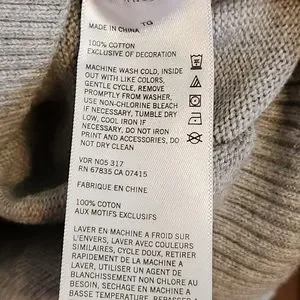 MADE IN CHINA TG
100% COTTON
EXCLUSIVE OF DECORATION
MACHINE WASH COLD, INSIDE
OUT WITH LIKE COLORS,
GENTLE CYCLE, REMOVE
PROMPTLY FROM WASHER,
USE NON-CHLORINE BLEACH
IF NECESSARY, TUMBLE DRY
LOW, COOL IRON IF
NECESSARY, DO NOT IRON
PRINT AND ACCESSORIES, DO
NOT DRY CLEAN
VDR NO5 317
RN 67835 CA 07415
FABRIQUE EN CHINE
100% COTTON
AUX MOTIFS EXCLUSIFS
LAVER EN MACHINE A FROID SUR
L'ENVERS, LAVER AVEC COULEURS
SIMILAIRES, CYCLE DOUX, RETIRER
RAPIDEMENT DE LA MACHINE A
LAVER, UTILISER UN AGENT DE
BLANCHIMENT NON CHLORE AU
BESOIN, SECHAGE EN MACHINE A
BASSE TEMPERATURE, REPASSER A